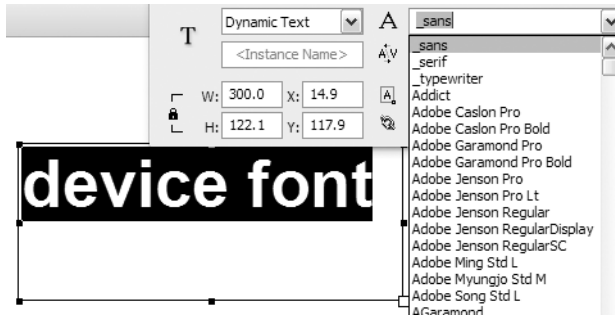 T
Dynamic Text
<Instance Name>
W: 300.0 X: 14.9
H: 122.1 Y: 117.9
A _sans
A V
A
_sans
_serif
_typewriter
Addict
Adobe Caslon Pro
Adobe Caslon Pro Bold
Adobe Garamond Pro
Adobe Garamond Pro Bold
Adobe Jenson Pro
Adobe Jenson Pro Lt
Adobe Jenson Regular
Adobe Jenson RegularDisplay
Adobe Jenson RegularSC
Adobe Ming Std L
Adobe Myungjo Std M
Adobe Song Std L
AGaramond
device font